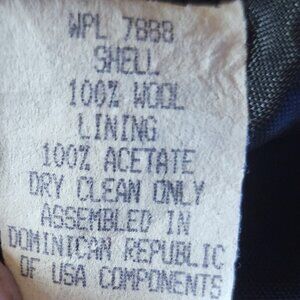 WPL 7888
SHELL
100% WOOL
LINING
100% ACETATE
DRY CLEAN ONLY
ASSEMBLED IN
DOMINICAN REPUBLIC
OF USA COMPONENTS